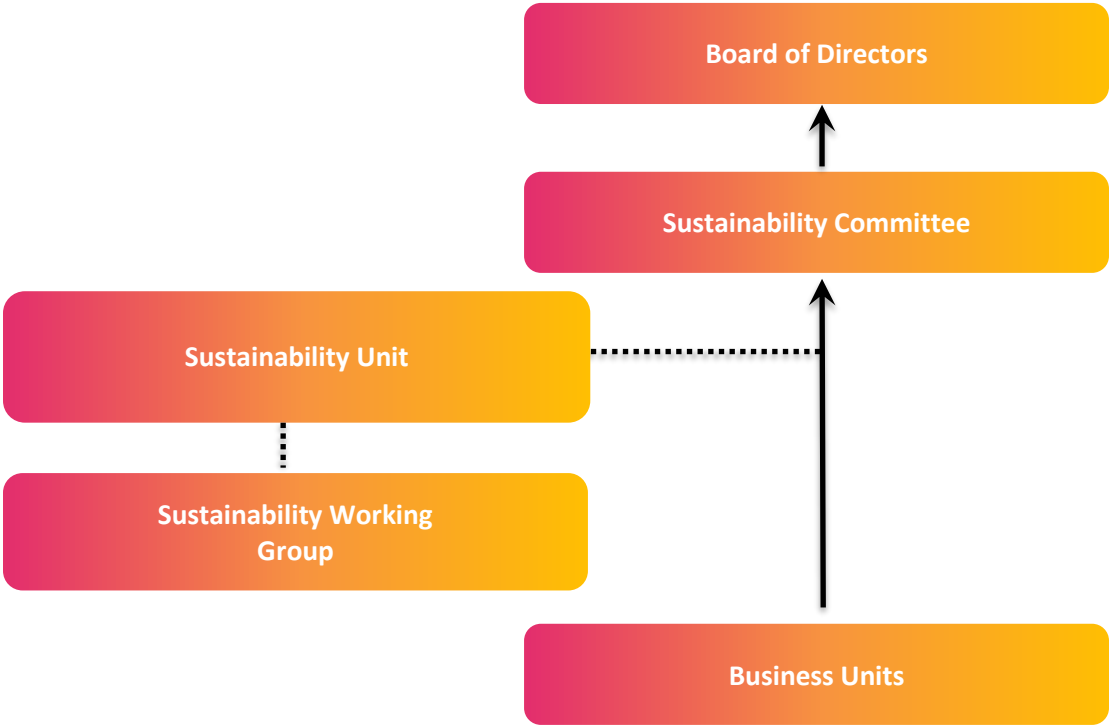 Board of Directors
Sustainability Committee
Sustainability Unit
Sustainability Working
Group
Business Units